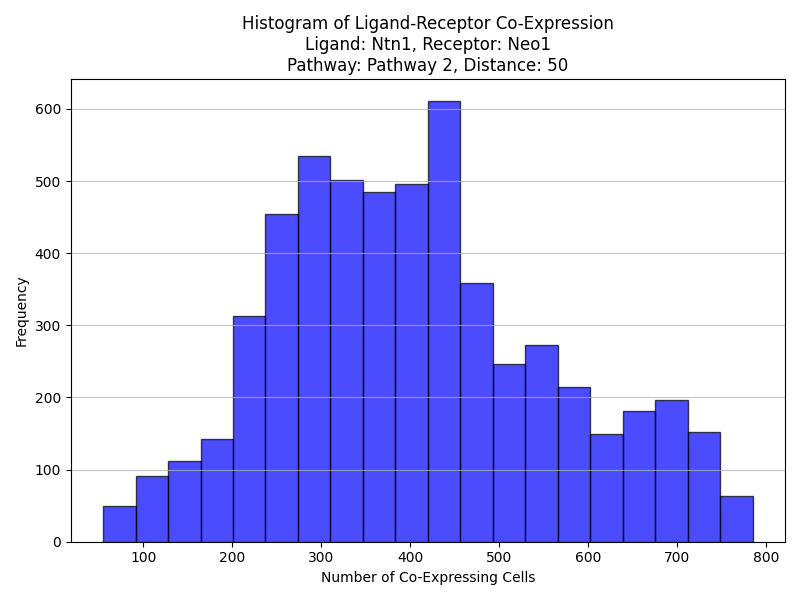 Histogram of Ligand-Receptor Co-Expression
Ligand: Ntn1, Receptor: Neo1
Pathway: Pathway 2, Distance: 50
600
500
400
300
200
100
0
Frequency
100 200 300 400 500 600 700 800
Number of Co-Expressing Cells